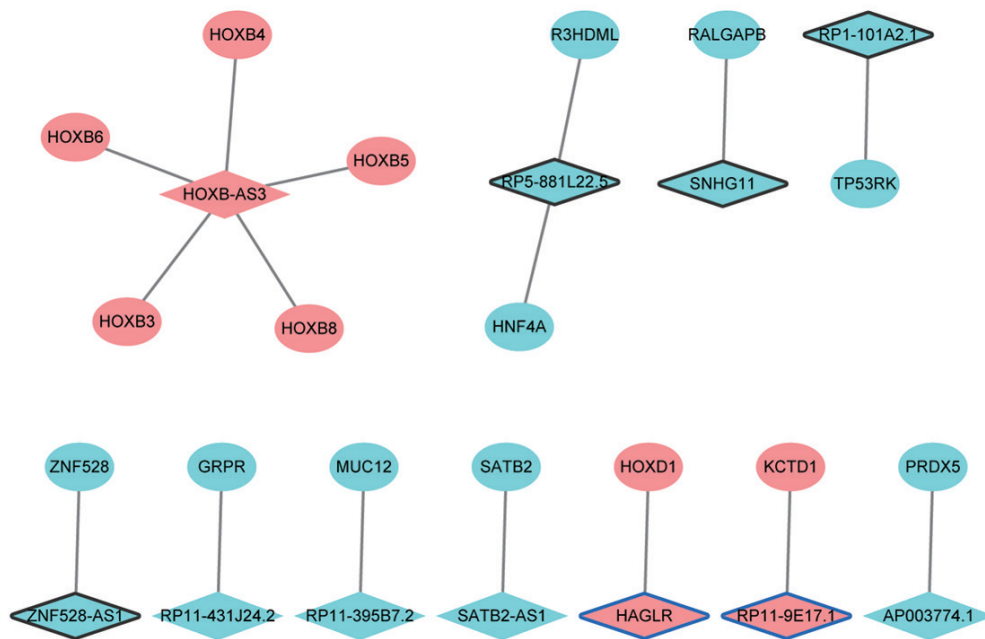 HOXB4
R3HDML
RALGAPB
RP1-101A2.1
HOXB6
HOXB5
HOXB-AS3
RP5-881L22.5
SNHG11
TP53RK
HOXB3
HOXB8
HNF4A
ZNF528
GRPR
MUC12
SATB2
HOXD1
KCTD1
PRDX5
ZNF528-AS1
RP11-431J24.2
RP11-395B7.2
SATB2-AS1
HAGLR
RP11-9E17.1
AP003774.1